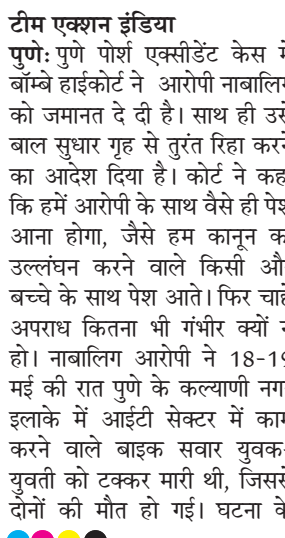 टीम एक्शन इंडिया
पुणे: पुणे पोर्श एक्सीडेंट केस में
बॉम्बे हाईकोर्ट ने आरोपी नाबालिग
को जमानत दे दी है। साथ ही उसे
बाल सुधार गृह से तुरंत रिहा करने
का आदेश दिया है। कोर्ट ने कहा
कि हमें आरोपी के साथ वैसे ही पेश
आना होगा, जैसे हम कानून का
उल्लंघन करने वाले किसी और
बच्चे के साथ पेश आते। फिर चाहे
अपराध कितना भी गंभीर क्यों न
हो। नाबालिग आरोपी ने 18-19
मई की रात पुणे के कल्याणी नगर
इलाके में आईटी सेक्टर में काम
करने वाले बाइक सवार युवक-
युवती को टक्कर मारी थी, जिससे
दोनों की मौत हो गई। घटना के